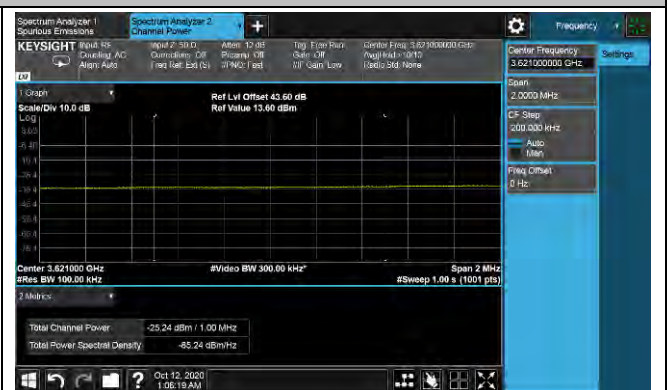 Spectrum Analyzer 1
Spurious Emissions
Spectrum Analyzer 2
Channel Power
+
Frequency
KEYSIGHT Input: RF
Coupling: AC
Align: Auto
Input Z: 50 Ω
Corrections: Off
Freq Ref: Ext (S)
Atten: 12 dB
Preamp: Off
Trig: Free Run
Gate: Off
#IF Gain: Low
Center Freq: 3.621000000 GHz
Avg|Hold: 10/10
Radio Std: None
Center Frequency
3.621000000 GHz
Settings
Span
2.0000 MHz
CF Step
200.000 kHz
Auto
Man
Freq Offset
0 Hz
1 Graph
Scale/Div 10.0 dB
Ref Lvl Offset 43.60 dB
Ref Value 13.60 dBm
Log
Center 3.621000 GHz
#Video BW 300.00 kHz*
Span 2 MHz
#Res BW 100.00 kHz
#Sweep 1.00 s (1001 pts)
2 Metrics
Total Channel Power
-25.24 dBm / 1.00 MHz
Total Power Spectral Density
-85.24 dBm/Hz
?
Oct 12, 2020
1:06:19 AM